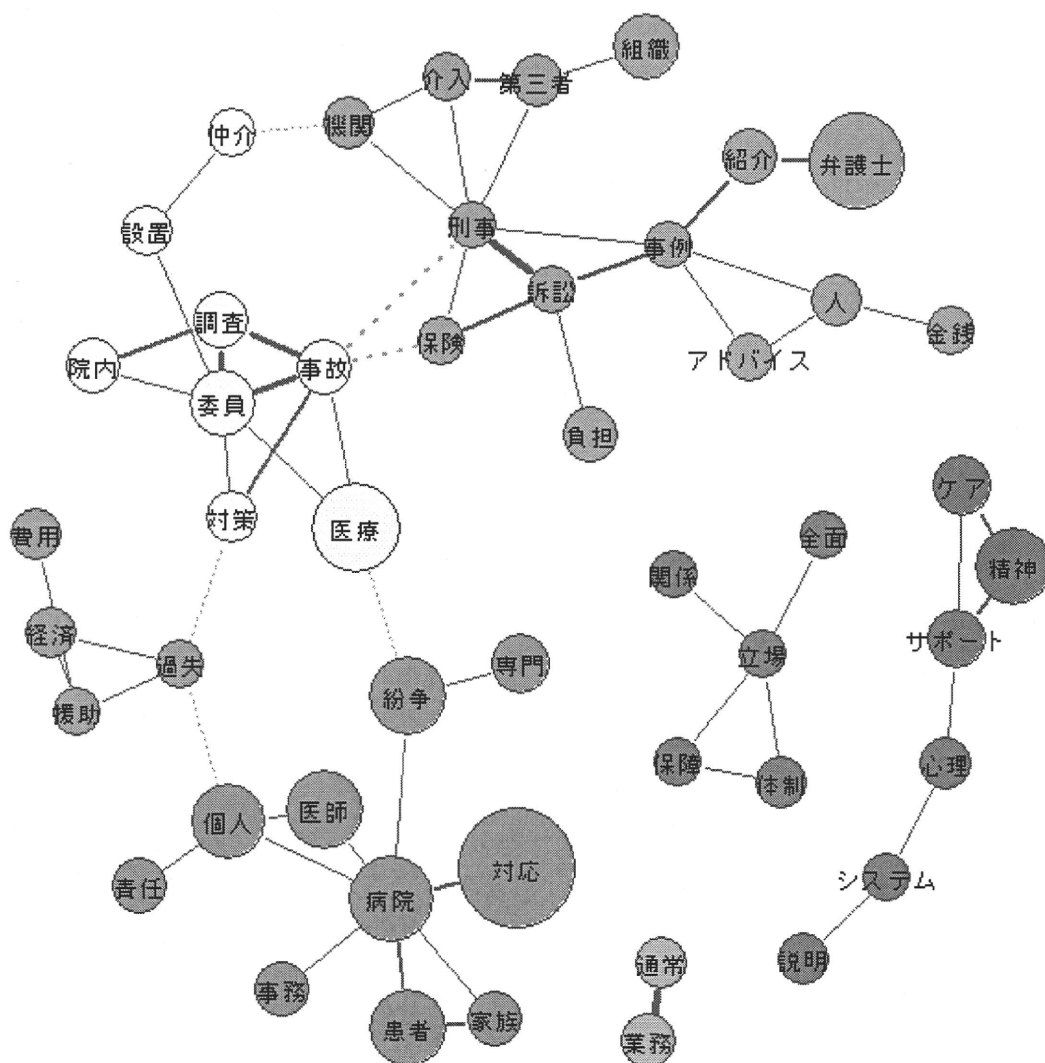 組織
介入
第三者
機関
仲介
紹介
弁護士
設置
刑事
事例
訴訟
人
調査
保険
金銭
院内
事故
アドバイス
委員
負担
ケア
対策
医療
費用
全面
精神
関係
経済
サポート
過失
専門
立場
紛争
援助
保障
体制
心理
個人
医師
対応
責任
病院
システム
通常
説明
事務
患者
家族
業務